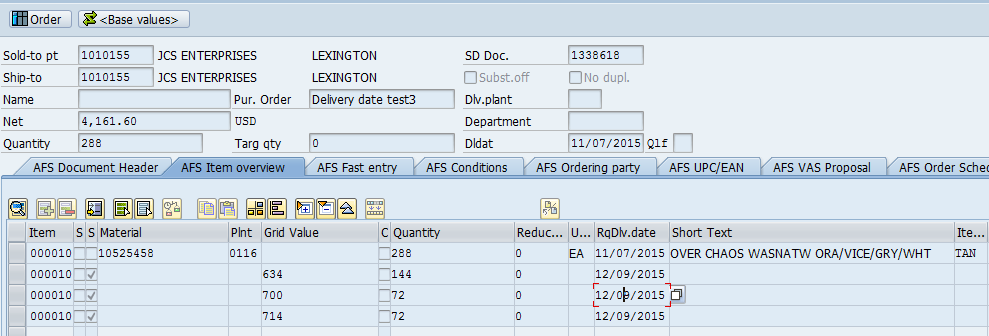 Order <Base values>
Sold-to pt 1010155 JCS ENTERPRISES LEXINGTON SD Doc. 1338618
Ship-to 1010155 JCS ENTERPRISES LEXINGTON Subst.off No dupl.
Name Pur. Order Delivery date test3 Dlv.plant
Net 4,161.60 USD Department
Quantity 288 Targ qty 0 Dldat 11/07/2015 Qlf
AFS Document Header AFS Item overview AFS Fast entry AFS Conditions AFS Ordering party AFS UPC/EAN AFS VAS Proposal AFS Order Sched
Item S S Material Plnt Grid Value C Quantity Reduc... U... RqDlv.date Short Text Ite...
000010 10525458 0116 288 0 EA 11/07/2015 OVER CHAOS WASNATW ORA/VICE/GRY/WHT TAN
000010 634 144 0 12/09/2015
000010 700 72 0 12/09/2015
000010 714 72 0 12/09/2015